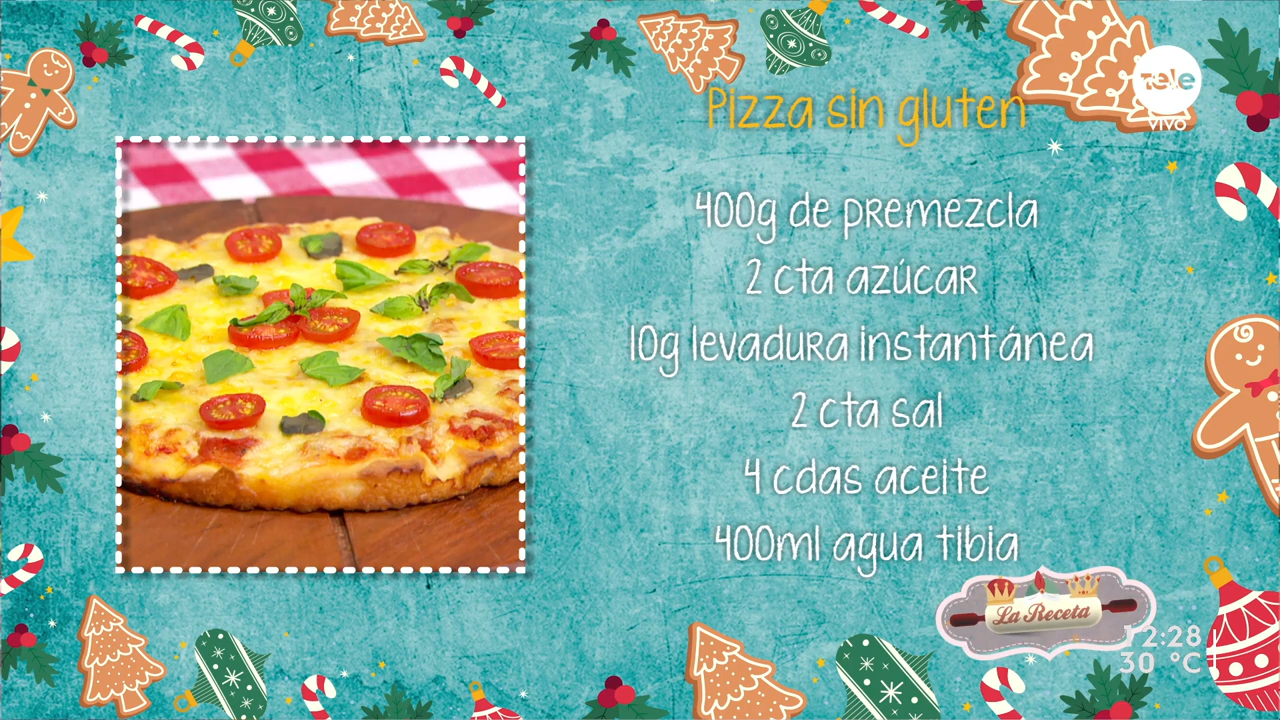 Pizza sin gluten
tele
VIVO
400g de premezcla
2 cta azúcar
10g levadura instantánea
2 cta sal
4 cdas aceite
400ml agua tibia
La Receta
12:28
30 °C